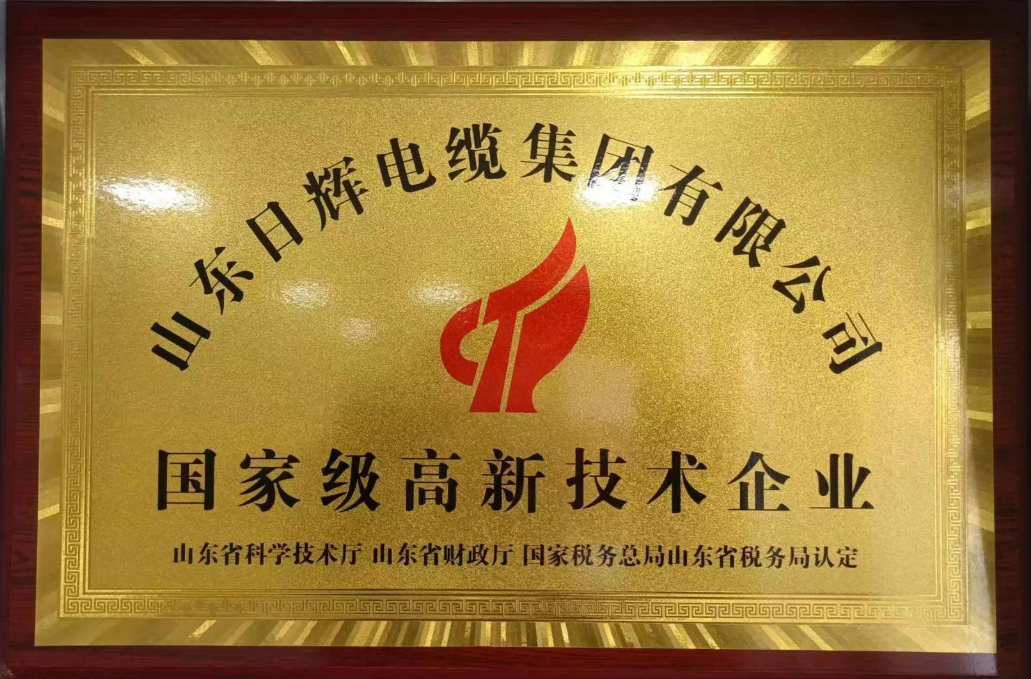 山东日辉电缆集团有限公司
国家级高新技术企业
山东省科学技术厅 山东省财政厅 国家税务总局山东省税务局认定